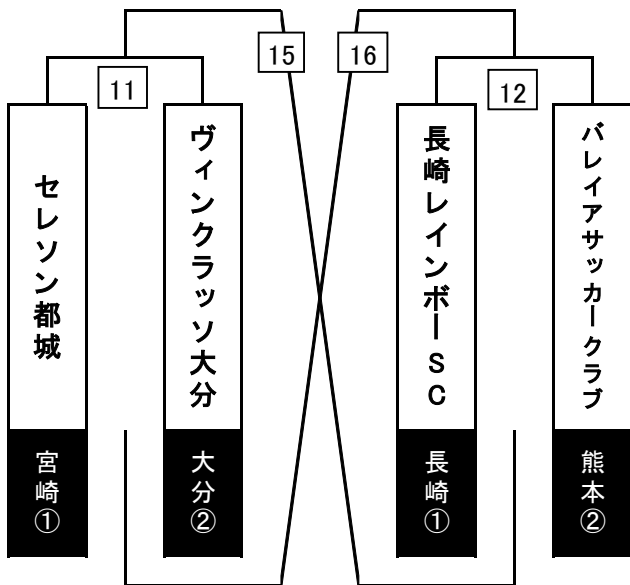 15
16
11
12
セレソン都城
ヴィンクラッソ大分
長崎レインボーSC
バレイアサッカークラブ
宮崎①
大分②
長崎①
熊本②